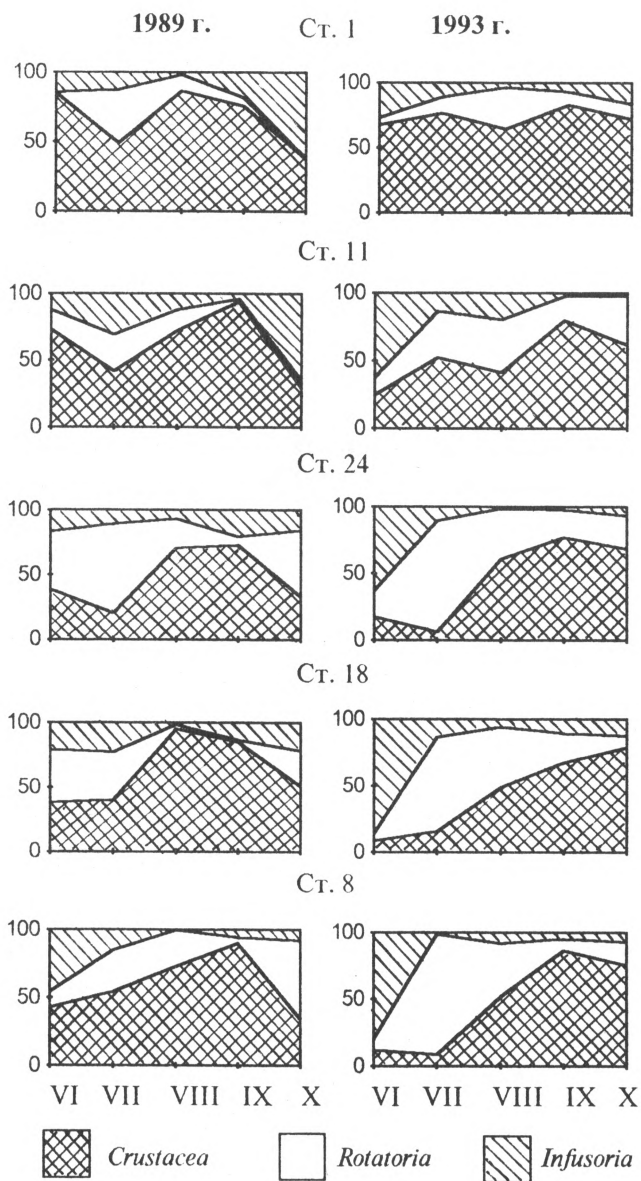 1989 г. Ст. 1 1993 г.
100 100
50 50
0 0
Ст. 11
100 100
50 50
0 0
Ст. 24
100 100
50 50
0 0
Ст. 18
100 100
50 50
0 0
Ст. 8
100 100
50 50
0 0
VI VII VIII IX X VI VII VIII IX X
Crustacea Rotatoria Infusoria